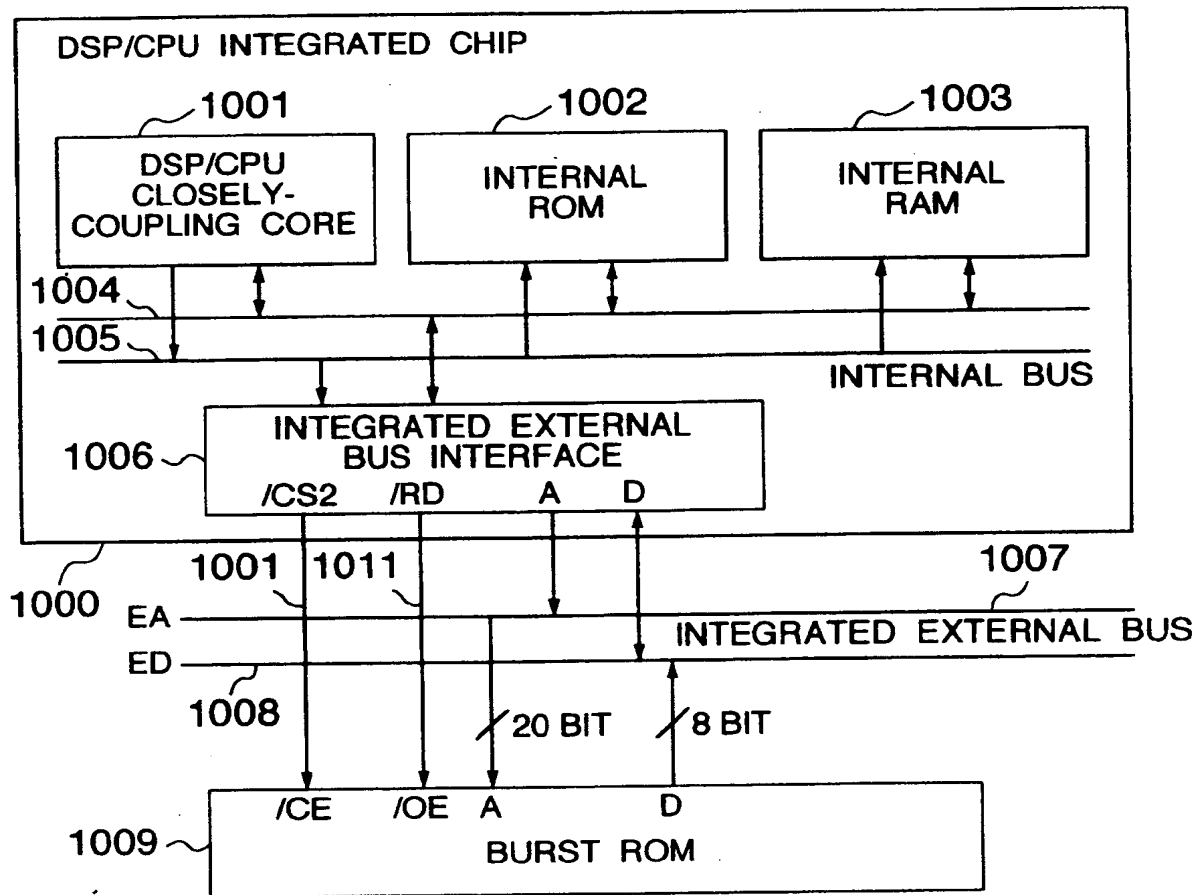 DSP/CPU INTEGRATED CHIP
1001
1002
1003
DSP/CPU
CLOSELY-
COUPLING CORE
INTERNAL
ROM
INTERNAL
RAM
1004
1005
INTERNAL BUS
1006
INTEGRATED EXTERNAL
BUS INTERFACE
/CS2 /RD A D
1000
1001
1011
1007
EA
INTEGRATED EXTERNAL BUS
ED
1008
20 BIT
8 BIT
/CE /OE A D
1009
BURST ROM